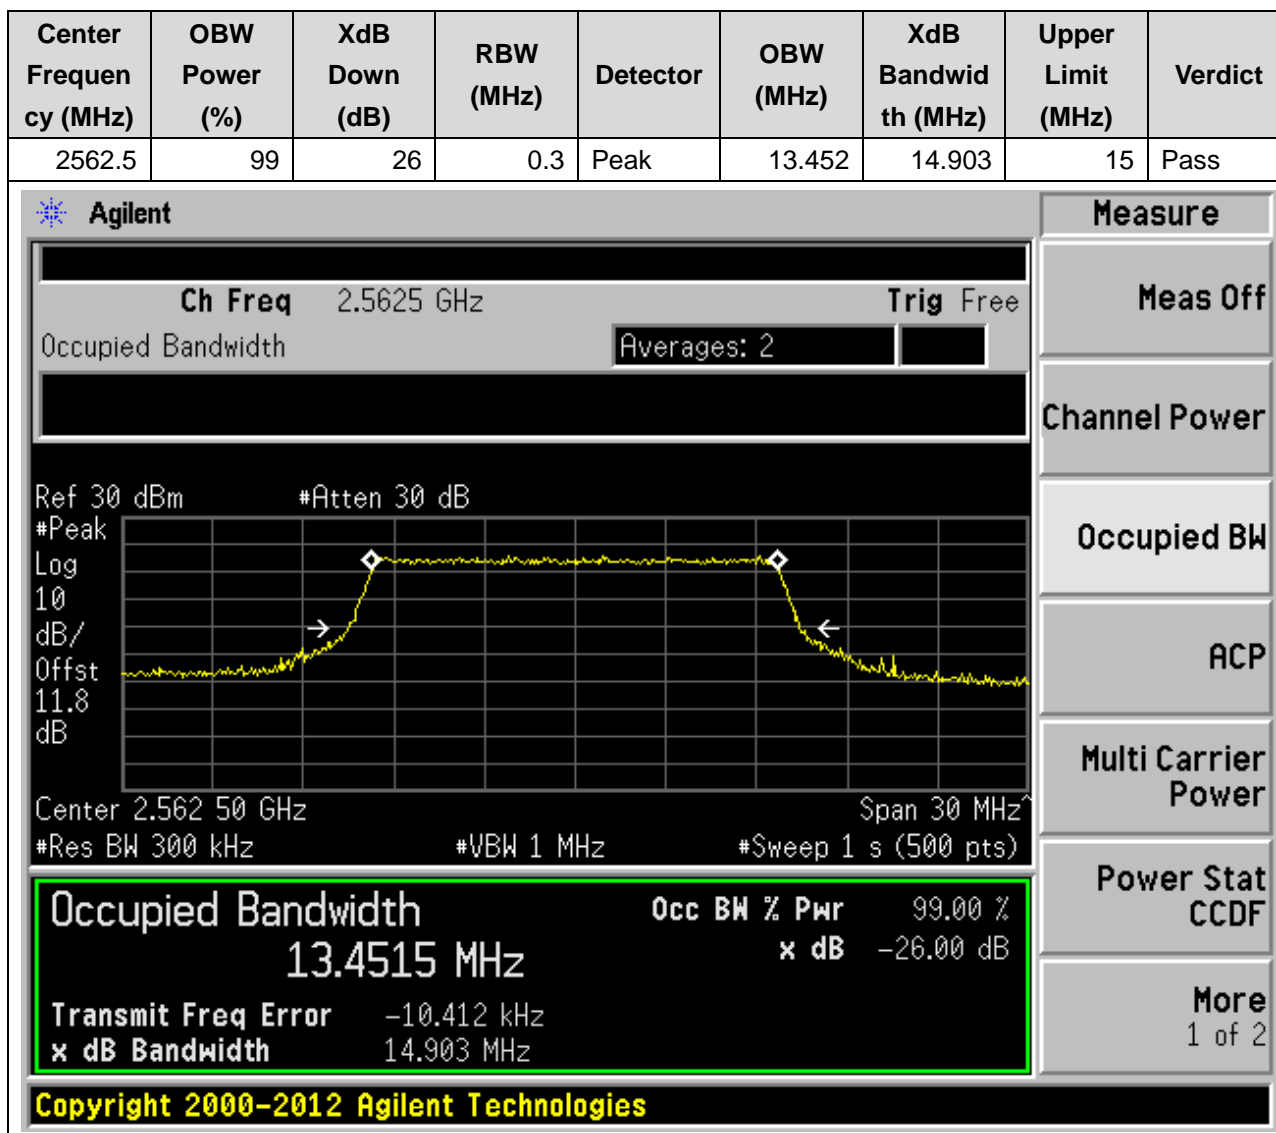 Center Frequen cy (MHz) | OBW Power (%) | XdB Down (dB) | RBW (MHz) | Detector | OBW (MHz) | XdB Bandwid th (MHz) | Upper Limit (MHz) | Verdict
2562.5 | 99 | 26 | 0.3 | Peak | 13.452 | 14.903 | 15 | Pass
Agilent
Ch Freq 2.5625 GHz Trig Free
Occupied Bandwidth Averages: 2
Ref 30 dBm #Atten 30 dB
#Peak
Log
10
dB/
Offst
11.8
dB
Center 2.562 50 GHz Span 30 MHz^
#Res BW 300 kHz #VBW 1 MHz #Sweep 1 s (500 pts)
Occupied Bandwidth Occ BW % Pwr 99.00 %
13.4515 MHz x dB -26.00 dB
Transmit Freq Error -10.412 kHz
x dB Bandwidth 14.903 MHz
Copyright 2000-2012 Agilent Technologies
Measure
Meas Off
Channel Power
Occupied BW
ACP
Multi Carrier
Power
Power Stat
CCDF
More
1 of 2